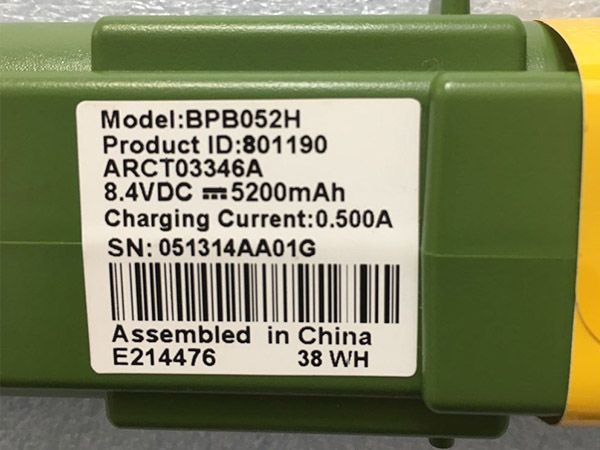 Model:BPB052H
Product ID:801190
ARCT03346A
8.4VDC ⎓ 5200mAh
Charging Current:0.500A
SN: 051314AA01G
Assembled in China
E214476 38 WH